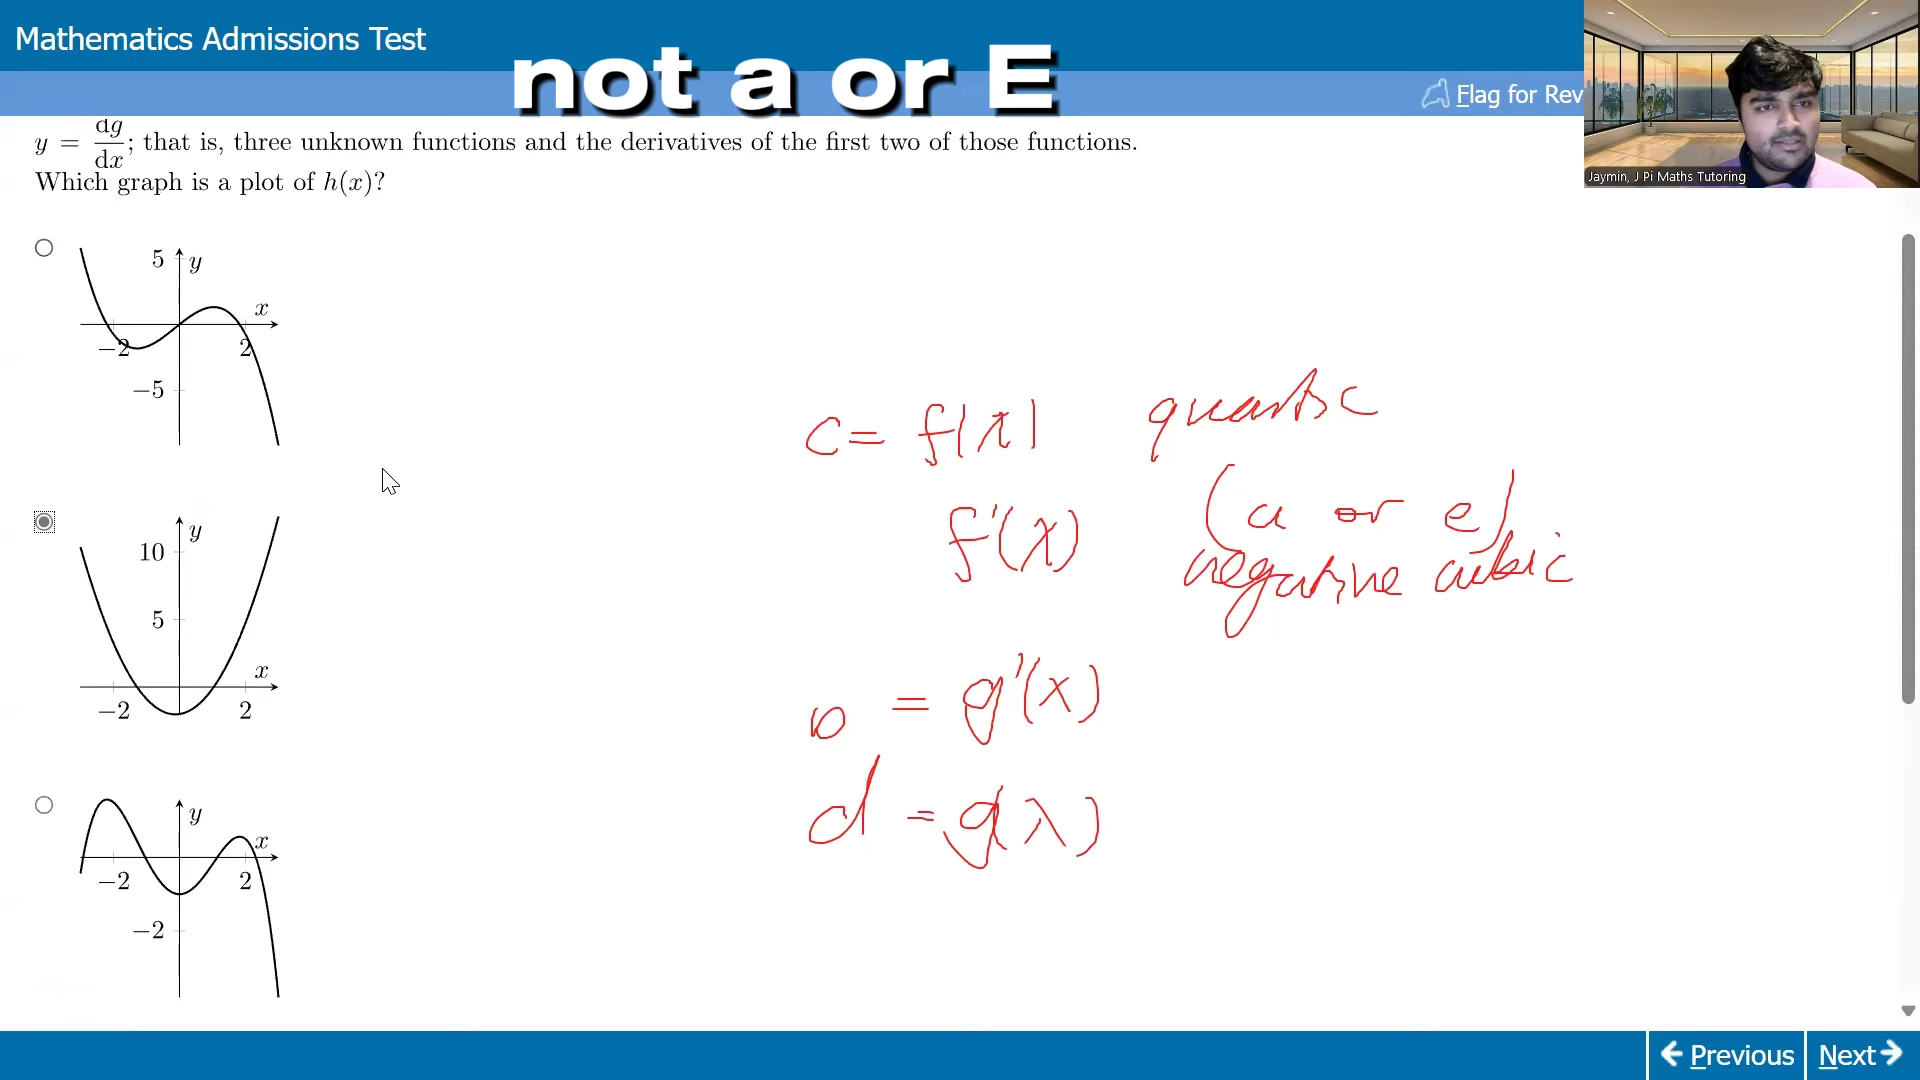 Mathematics Admissions Test
not a or E
Flag for Rev
Jaymin, J Pi Maths Tutoring
y = dg/dx; that is, three unknown functions and the derivatives of the first two of those functions.
Which graph is a plot of h(x)?
5 y
x
−2 2
−5
y
10
5
x
−2 2
y
x
−2 2
−2
c = f(x) quartic
(a or e)
f'(x)
negative cubic
b = g'(x)
d = g(x)
Previous Next